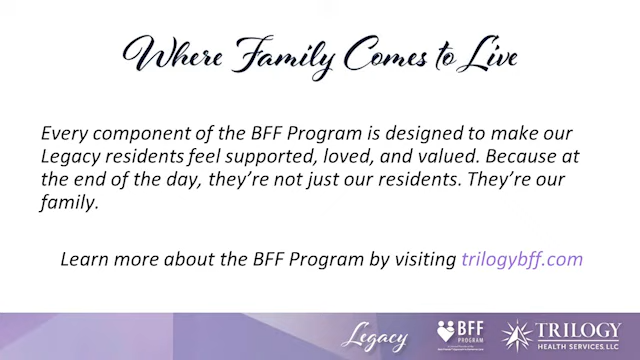 Where Family Comes to Live
Every component of the BFF Program is designed to make our
Legacy residents feel supported, loved, and valued. Because at
the end of the day, they're not just our residents. They're our
family.
Learn more about the BFF Program by visiting trilogybff.com
Legacy
BFF
PROGRAM
TRILOGY
HEALTH SERVICES, LLC